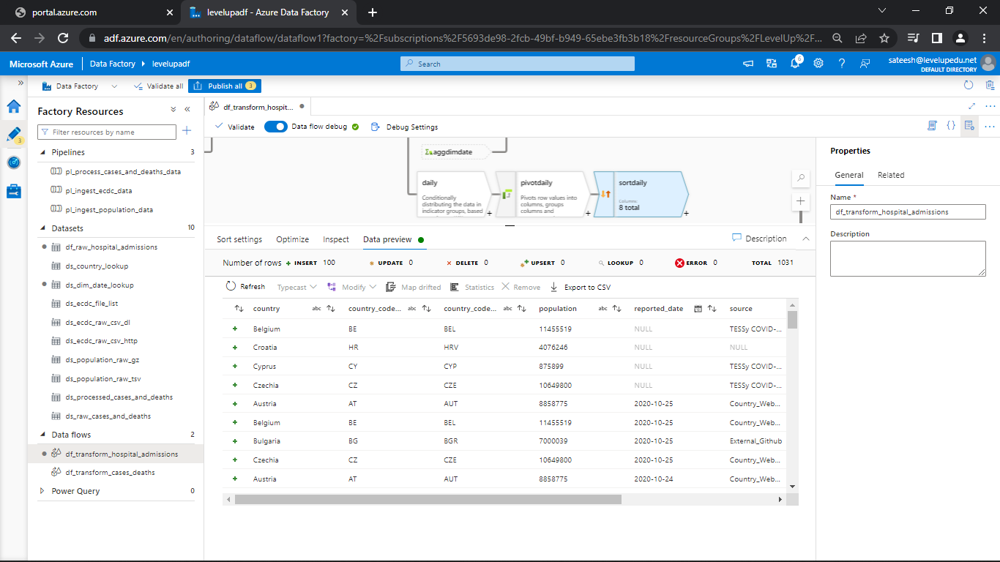 portal.azure.com
levelupadf - Azure Data Factory
adf.azure.com/en/authoring/dataflow/dataflow1?factory=%2Fsubscriptions%2F5693de98-2fcb-49bf-b949-65ebe3fb3b18%2FresourceGroups%2FLevelUp%2F...
Microsoft Azure
Data Factory
levelupadf
Search
6
sateesh@levelupedu.net
DEFAULT DIRECTORY
Data Factory
Validate all
Publish all 3
3
Factory Resources
Filter resources by name
Pipelines 3
pl_process_cases_and_deaths_data
pl_ingest_ecdc_data
pl_ingest_population_data
Datasets 10
df_raw_hospital_admissions
ds_country_lookup
ds_dim_date_lookup
ds_ecdc_file_list
ds_ecdc_raw_csv_dl
ds_ecdc_raw_csv_http
ds_population_raw_gz
ds_population_raw_tsv
ds_processed_cases_and_deaths
ds_raw_cases_and_deaths
Data flows 2
df_transform_hospital_admissions
df_transform_cases_deaths
Power Query 0
df_transform_hospit...
Validate
Data flow debug
Debug Settings
aggdimdate
daily
Conditionally
distributing the data in
indicator groups, based
pivotdaily
Pivots row values into
columns, groups
columns and
sortdaily
Columns:
8 total
Sort settings Optimize Inspect Data preview
Description
Number of rows + INSERT 100 UPDATE 0 DELETE 0 UPSERT 0 LOOKUP 0 ERROR 0 TOTAL 1031
Refresh Typecast Modify Map drifted Statistics Remove Export to CSV
country abc country_code... abc country_code... abc population abc reported_date source
+ Belgium BE BEL 11455519 NULL TESSy COVID-...
+ Croatia HR HRV 4076246 NULL NULL
+ Cyprus CY CYP 875899 NULL TESSy COVID-...
+ Czechia CZ CZE 10649800 NULL TESSy COVID-...
+ Austria AT AUT 8858775 2020-10-25 Country_Web...
+ Belgium BE BEL 11455519 2020-10-25 Country_Web...
+ Bulgaria BG BGR 7000039 2020-10-25 External_Github
+ Czechia CZ CZE 10649800 2020-10-25 Country_Web...
+ Austria AT AUT 8858775 2020-10-24 Country_Web...
Properties
General Related
Name *
df_transform_hospital_admissions
Description